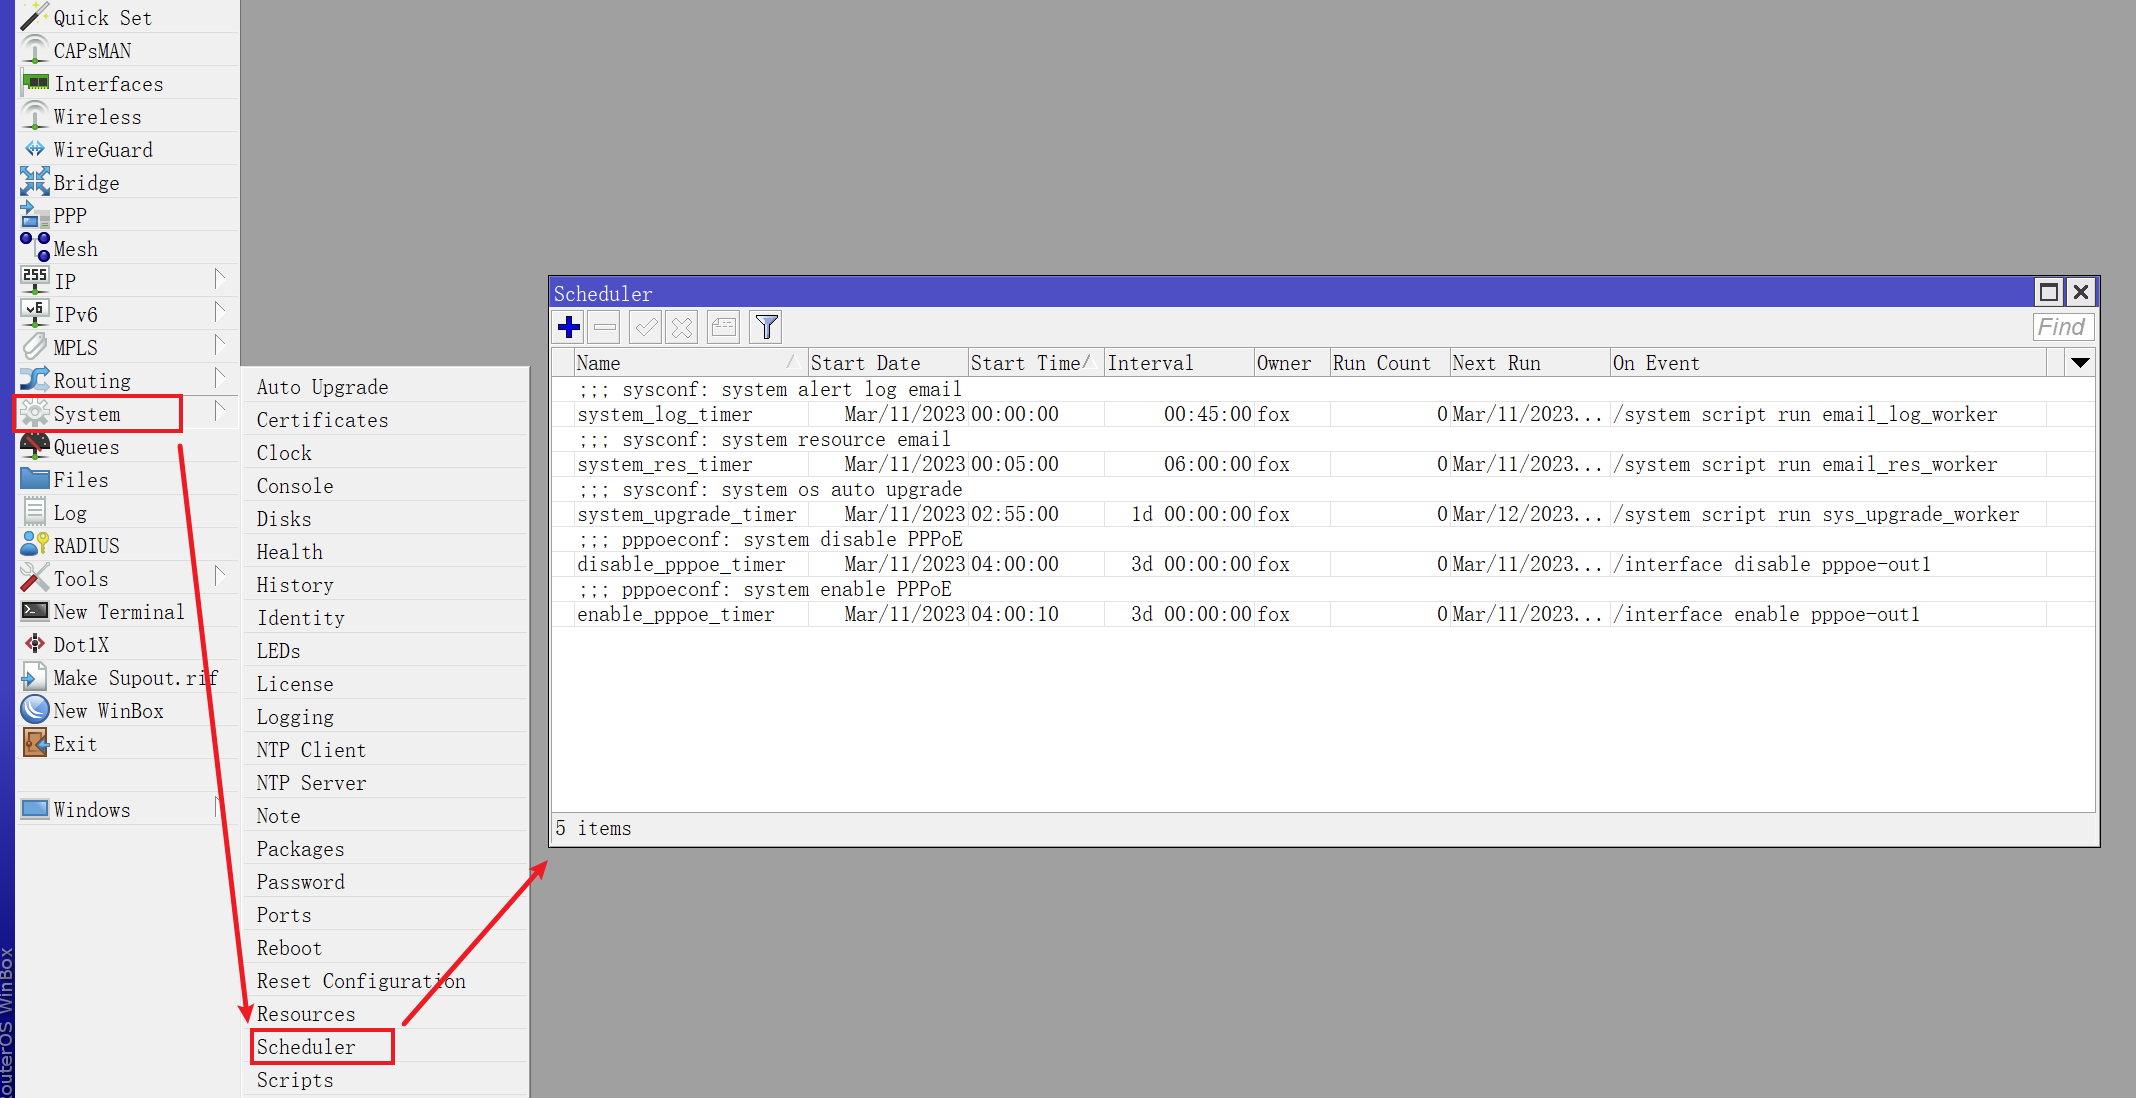 Quick Set
CAPsMAN
Interfaces
Wireless
WireGuard
Bridge
PPP
Mesh
255 IP
v6 IPv6
MPLS
Routing
System
Queues
Files
Log
RADIUS
Tools
New Terminal
Dot1X
Make Supout.rif
New WinBox
Exit
Windows
RouterOS WinBox
Auto Upgrade
Certificates
Clock
Console
Disks
Health
History
Identity
LEDs
License
Logging
NTP Client
NTP Server
Note
Packages
Password
Ports
Reboot
Reset Configuration
Resources
Scheduler
Scripts
Scheduler
Find
Name Start Date Start Time Interval Owner Run Count Next Run On Event
;;; sysconf: system alert log email
system_log_timer Mar/11/2023 00:00:00 00:45:00 fox 0 Mar/11/2023... /system script run email_log_worker
;;; sysconf: system resource email
system_res_timer Mar/11/2023 00:05:00 06:00:00 fox 0 Mar/11/2023... /system script run email_res_worker
;;; sysconf: system os auto upgrade
system_upgrade_timer Mar/11/2023 02:55:00 1d 00:00:00 fox 0 Mar/12/2023... /system script run sys_upgrade_worker
;;; pppoeconf: system disable PPPoE
disable_pppoe_timer Mar/11/2023 04:00:00 3d 00:00:00 fox 0 Mar/11/2023... /interface disable pppoe-out1
;;; pppoeconf: system enable PPPoE
enable_pppoe_timer Mar/11/2023 04:00:10 3d 00:00:00 fox 0 Mar/11/2023... /interface enable pppoe-out1
5 items